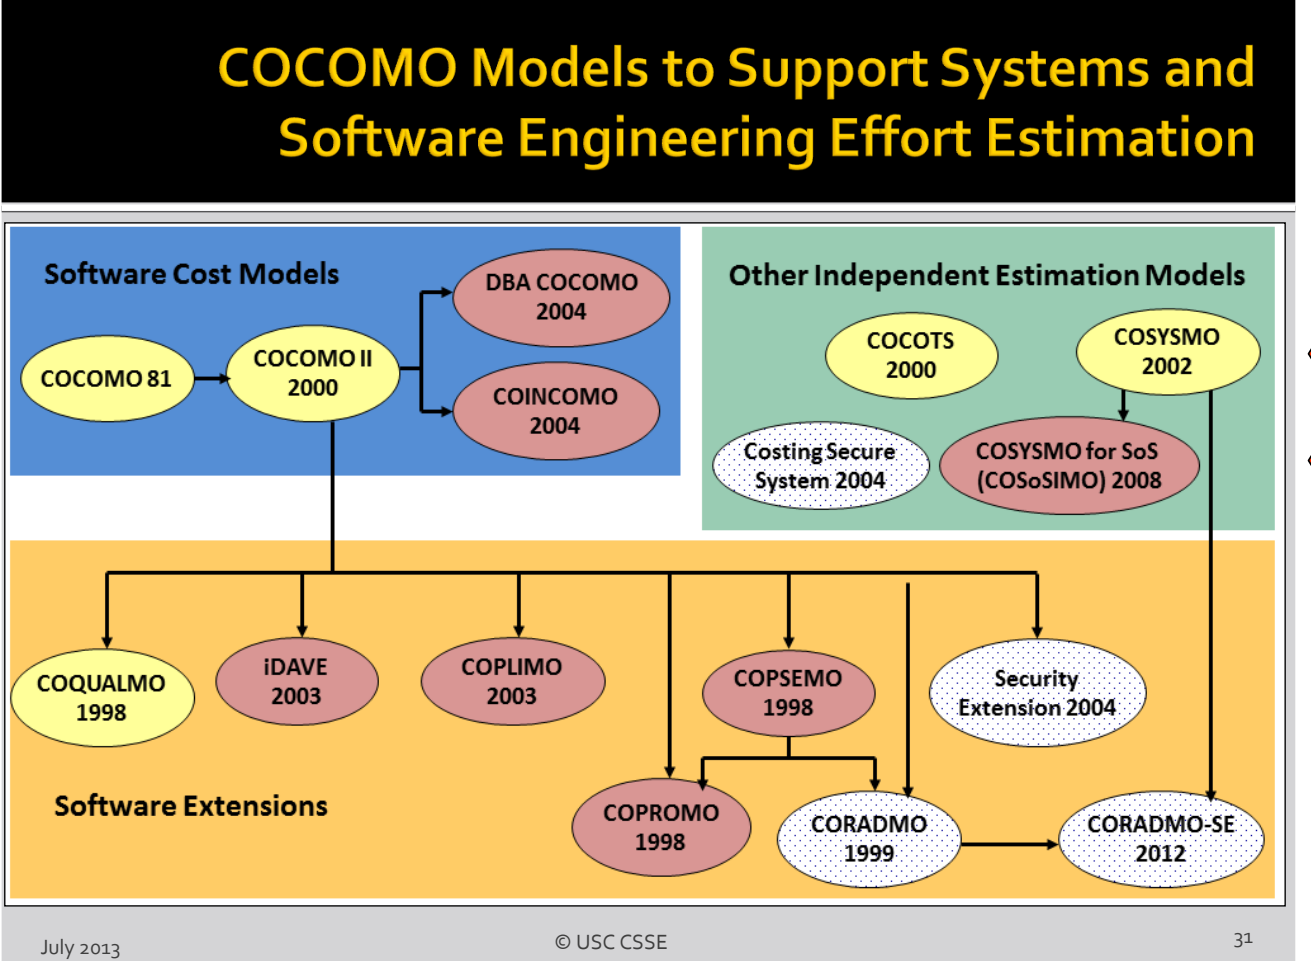 COCOMO Models to Support Systems and
Software Engineering Effort Estimation
Software Cost Models
DBA COCOMO
2004
COCOMO 81
COCOMO II
2000
COINCOMO
2004
Other Independent Estimation Models
COCOTS
2000
COSYSMO
2002
Costing Secure
System 2004
COSYSMO for SoS
(COSoSIMO) 2008
COQUALMO
1998
iDAVE
2003
COPLIMO
2003
COPSEMO
1998
Security
Extension 2004
Software Extensions
COPROMO
1998
CORADMO
1999
CORADMO-SE
2012
July 2013
© USC CSSE
31